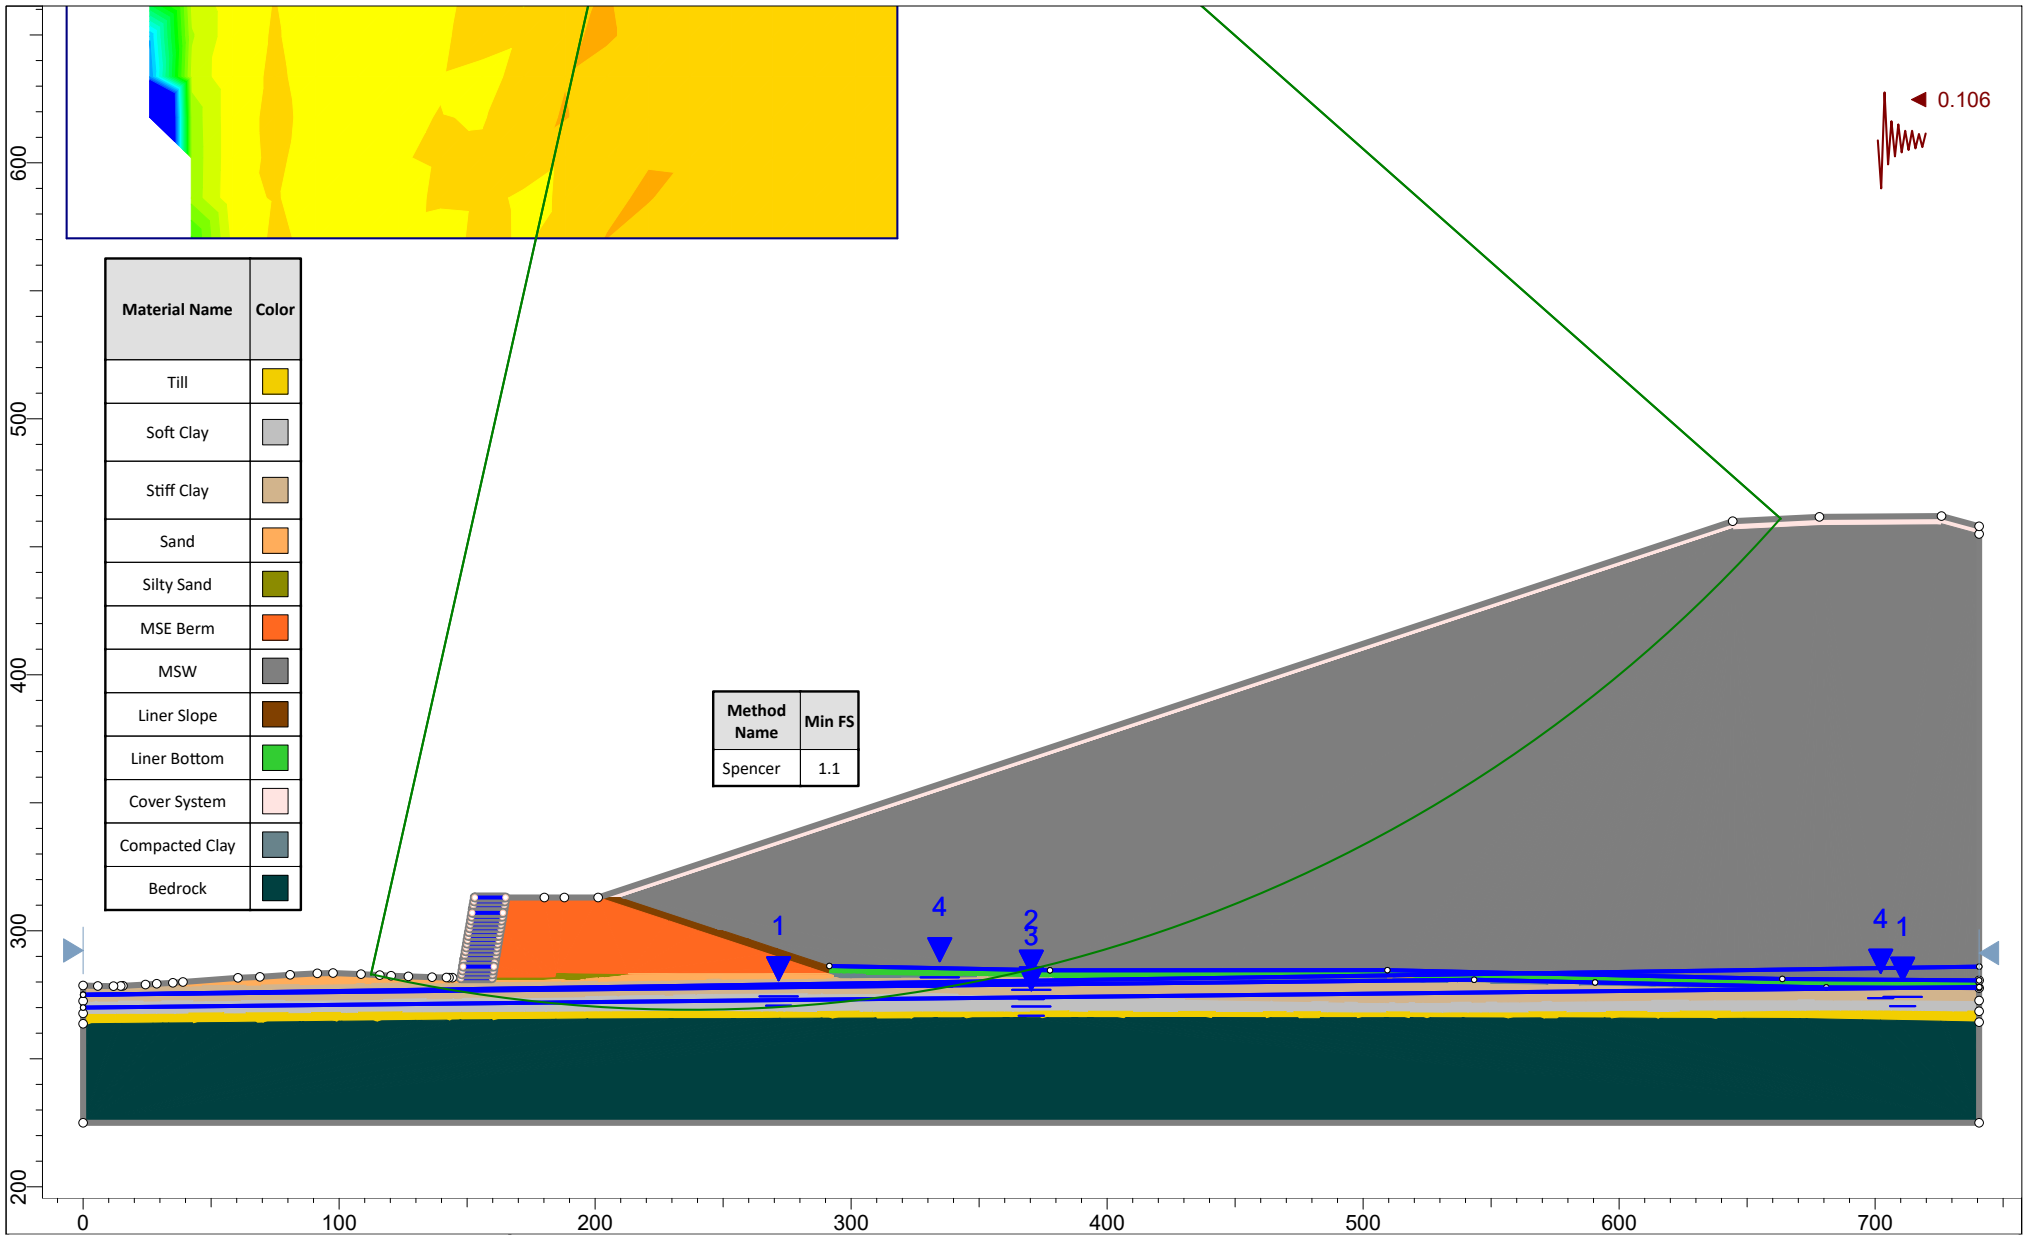 0.106
600
500
400
300
200
Material Name Color
Till
Soft Clay
Stiff Clay
Sand
Silty Sand
MSE Berm
MSW
Liner Slope
Liner Bottom
Cover System
Compacted Clay
Bedrock
Method Name Min FS
Spencer 1.1
1
4
2
3
4 1
0 100 200 300 400 500 600 700